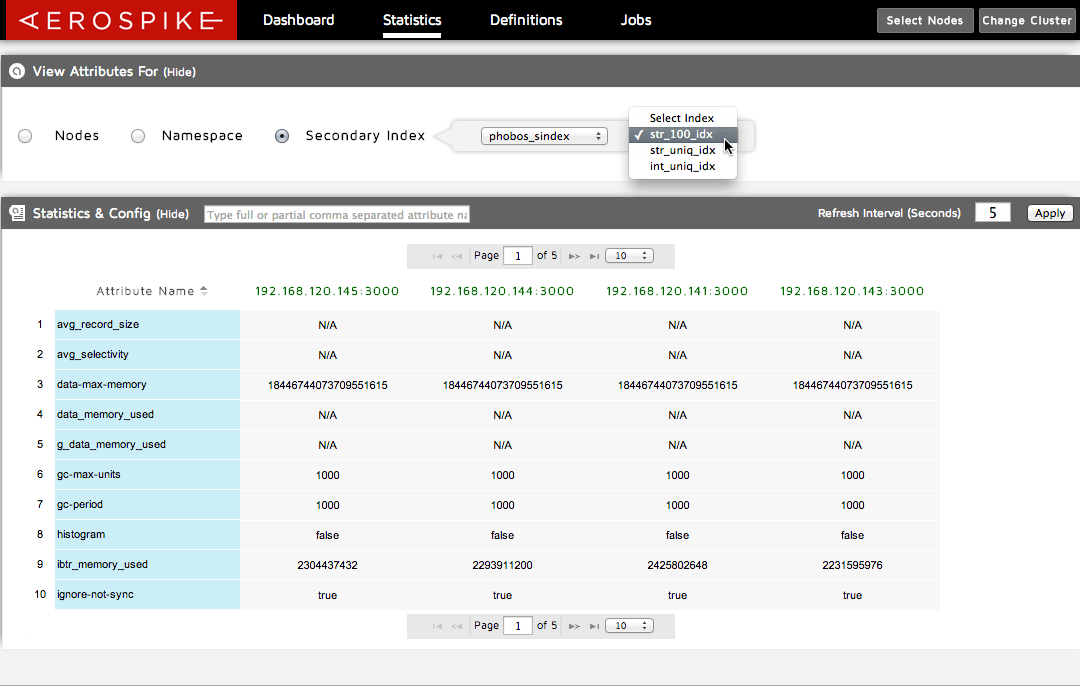 AEROSPIKE Dashboard Statistics Definitions Jobs Select Nodes Change Cluster
View Attributes For (Hide)
Select Index
Nodes Namespace Secondary Index phobos_sindex str_100_idx
str_uniq_idx
int_uniq_idx
Statistics & Config (Hide) Type full or partial comma separated attribute na Refresh Interval (Seconds) 5 Apply
Page 1 of 5 10
Attribute Name 192.168.120.145:3000 192.168.120.144:3000 192.168.120.141:3000 192.168.120.143:3000
1 avg_record_size N/A N/A N/A N/A
2 avg_selectivity N/A N/A N/A N/A
3 data-max-memory 18446744073709551615 18446744073709551615 18446744073709551615 18446744073709551615
4 data_memory_used N/A N/A N/A N/A
5 g_data_memory_used N/A N/A N/A N/A
6 gc-max-units 1000 1000 1000 1000
7 gc-period 1000 1000 1000 1000
8 histogram false false false false
9 ibtr_memory_used 2304437432 2293911200 2425802648 2231595976
10 ignore-not-sync true true true true
Page 1 of 5 10